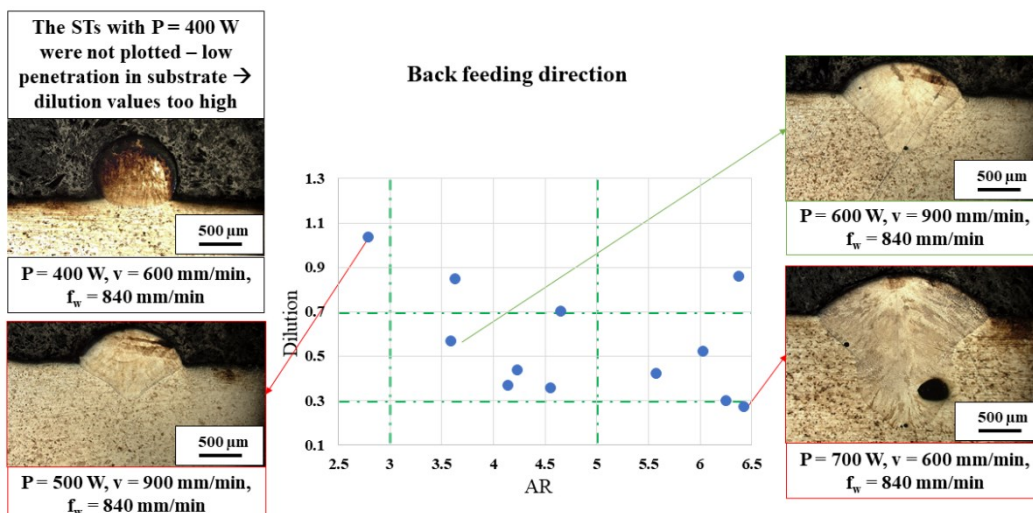 The STs with P = 400 W
were not plotted – low
penetration in substrate →
dilution values too high
500 µm
P = 400 W, v = 600 mm/min,
f_w = 840 mm/min
500 µm
P = 500 W, v = 900 mm/min,
f_w = 840 mm/min
Back feeding direction
1.3
1.1
0.9
0.7
0.5
0.3
0.1
Dilution
2.5 3 3.5 4 4.5 5 5.5 6 6.5
AR
500 µm
P = 600 W, v = 900 mm/min,
f_w = 840 mm/min
500 µm
P = 700 W, v = 600 mm/min,
f_w = 840 mm/min